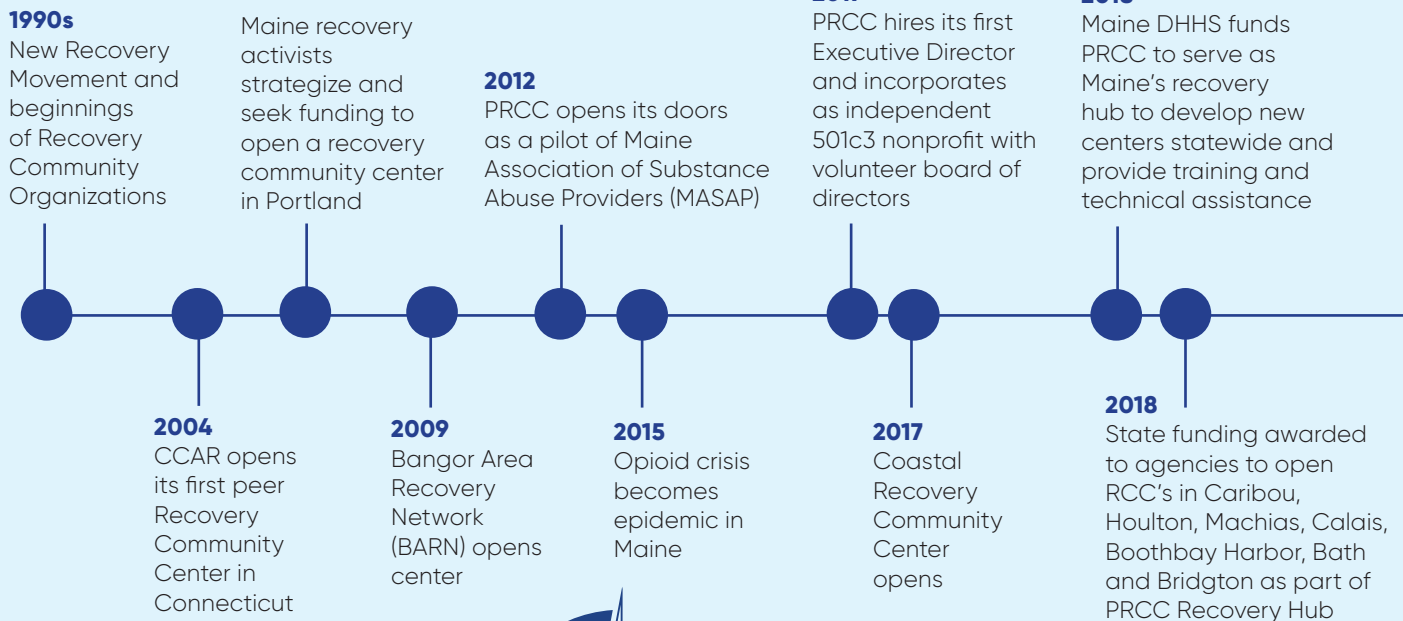 1990s
New Recovery
Movement and
beginnings
of Recovery
Community
Organizations
Maine recovery
activists
strategize and
seek funding to
open a recovery
community center
in Portland
2012
PRCC opens its doors
as a pilot of Maine
Association of Substance
Abuse Providers (MASAP)
PRCC hires its first
Executive Director
and incorporates
as independent
501c3 nonprofit with
volunteer board of
directors
Maine DHHS funds
PRCC to serve as
Maine’s recovery
hub to develop new
centers statewide and
provide training and
technical assistance
2004
CCAR opens
its first peer
Recovery
Community
Center in
Connecticut
2009
Bangor Area
Recovery
Network
(BARN) opens
center
2015
Opioid crisis
becomes
epidemic in
Maine
2017
Coastal
Recovery
Community
Center
opens
2018
State funding awarded
to agencies to open
RCC’s in Caribou,
Houlton, Machias, Calais,
Boothbay Harbor, Bath
and Bridgton as part of
PRCC Recovery Hub